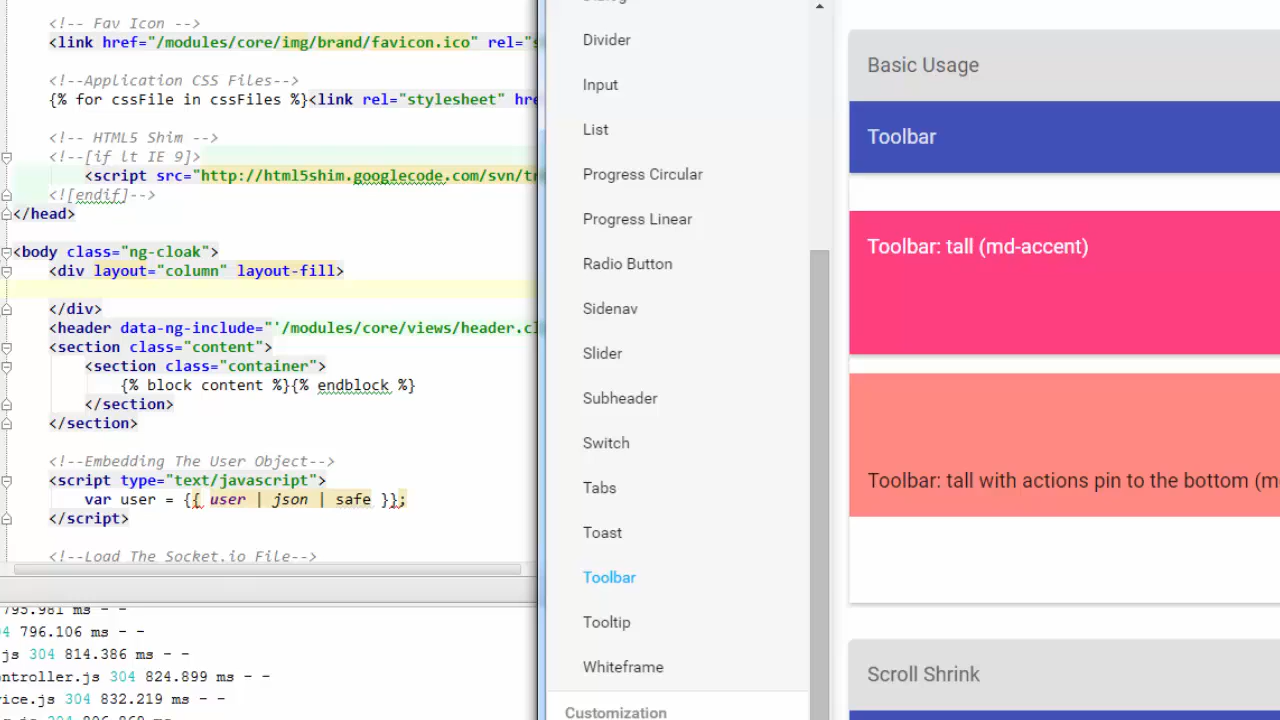 <!-- Fav Icon -->
<link href="/modules/core/img/brand/favicon.ico" rel="s
<!--Application CSS Files-->
{% for cssFile in cssFiles %}<link rel="stylesheet" hre
<!-- HTML5 Shim -->
<!--[if lt IE 9]>
<script src="http://html5shim.googlecode.com/svn/tr
<![endif]-->
</head>
<body class="ng-cloak">
<div layout="column" layout-fill>
</div>
<header data-ng-include="'/modules/core/views/header.cl
<section class="content">
<section class="container">
{% block content %}{% endblock %}
</section>
</section>
<!--Embedding The User Object-->
<script type="text/javascript">
var user = {{ user | json | safe }};
</script>
<!--Load The Socket.io File-->
795.981 ms - -
04 796.106 ms - -
js 304 814.386 ms - -
ontroller.js 304 824.899 ms - -
vice.js 304 832.219 ms - -
Divider
Input
List
Progress Circular
Progress Linear
Radio Button
Sidenav
Slider
Subheader
Switch
Tabs
Toast
Toolbar
Tooltip
Whiteframe
Customization
Basic Usage
Toolbar
Toolbar: tall (md-accent)
Toolbar: tall with actions pin to the bottom (m
Scroll Shrink